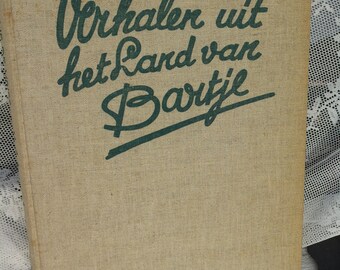 Verhalen uit
het Land van
Bartje